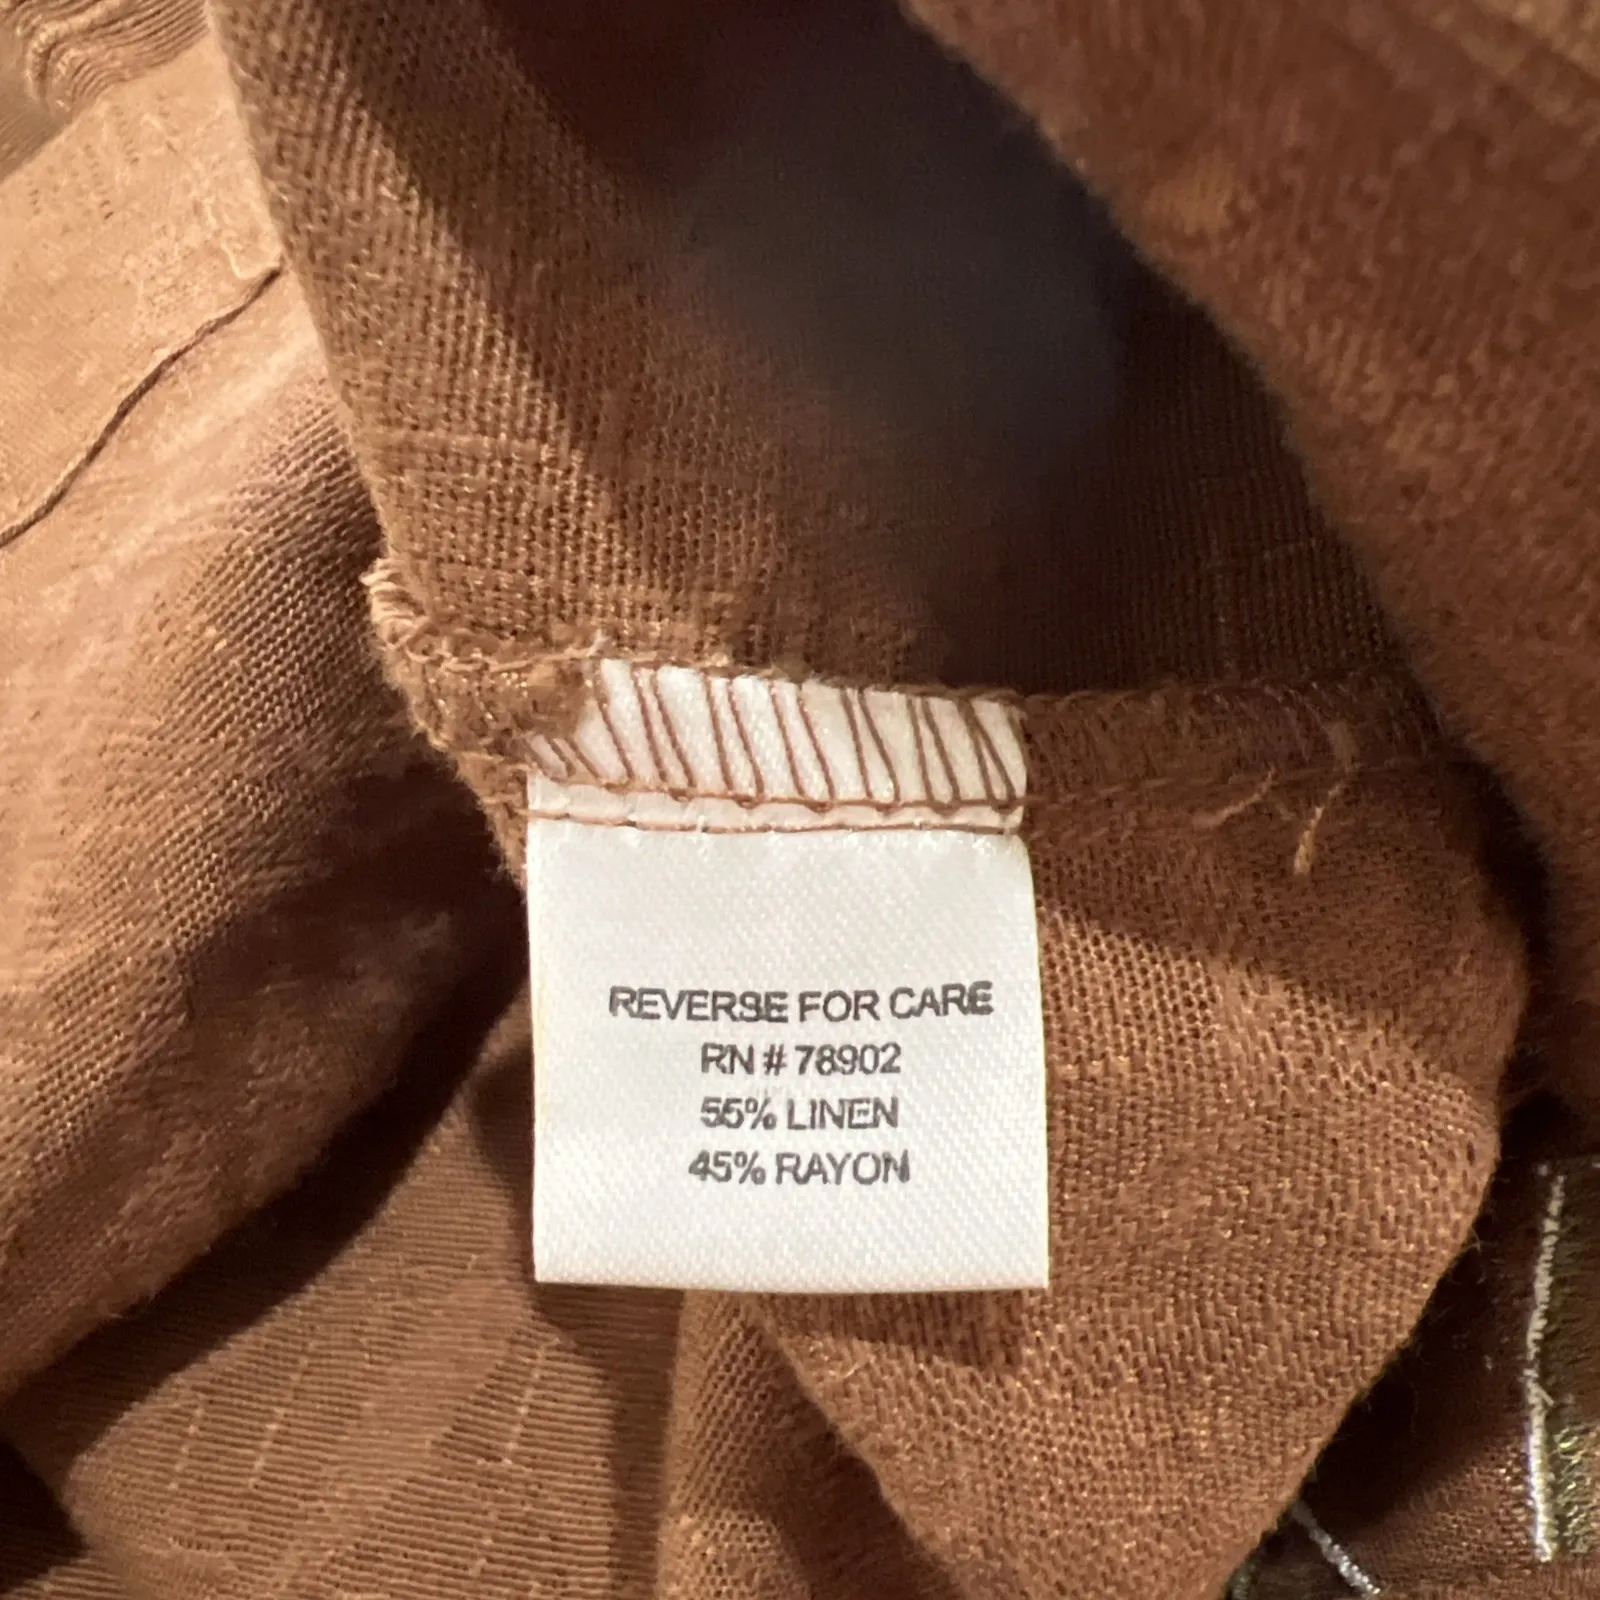 REVERSE FOR CARE
RN # 78902
55% LINEN
45% RAYON